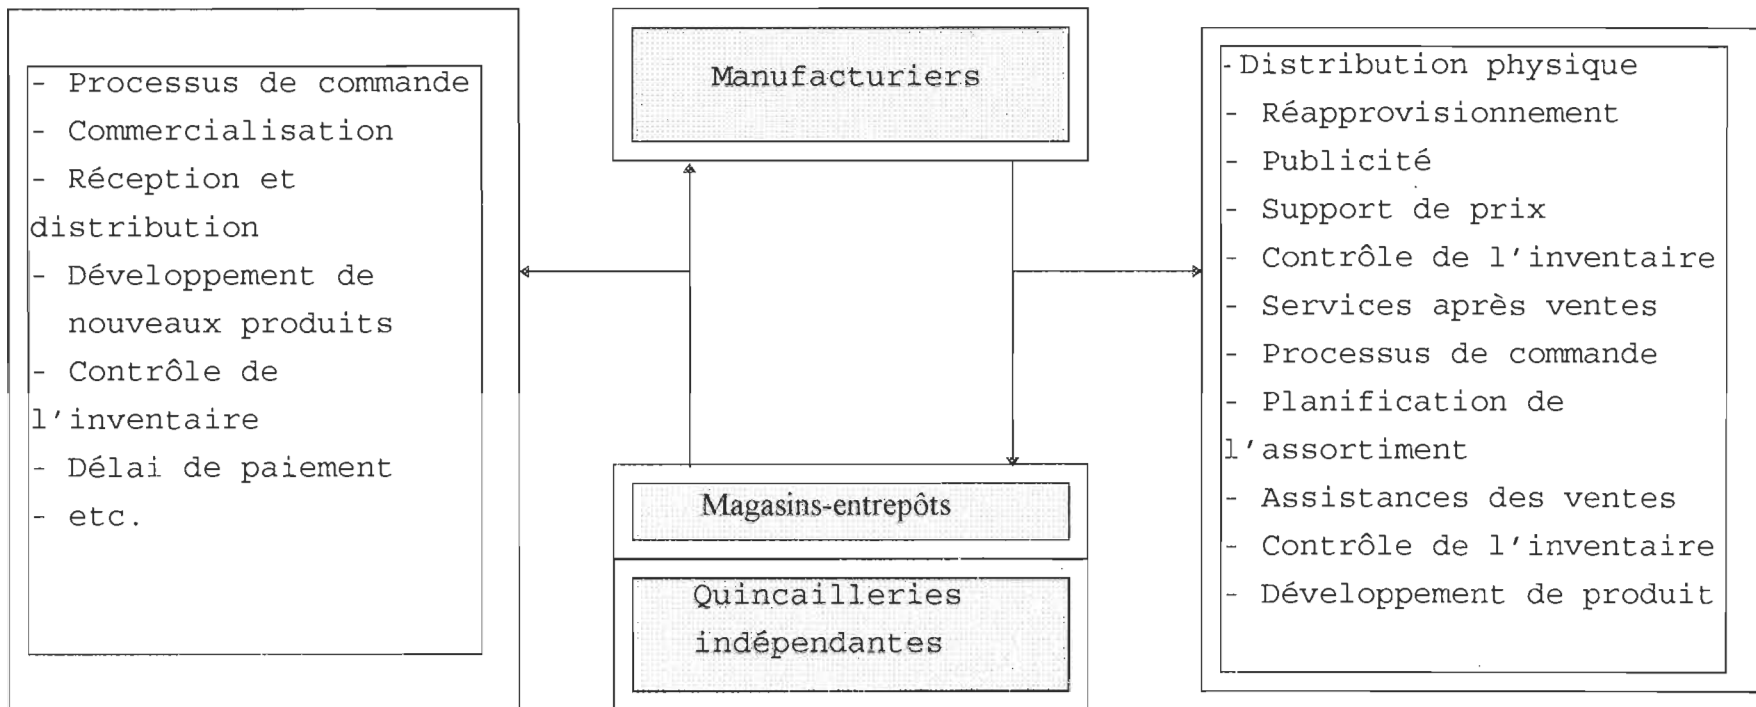 - Processus de commande
- Commercialisation
- Réception et
distribution
- Développement de
nouveaux produits
- Contrôle de
l'inventaire
- Délai de paiement
- etc.
Manufacturiers
Magasins-entrepôts
Quincailleries
indépendantes
- Distribution physique
- Réapprovisionnement
- Publicité
- Support de prix
- Contrôle de l'inventaire
- Services après ventes
- Processus de commande
- Planification de
l'assortiment
- Assistances des ventes
- Contrôle de l'inventaire
- Développement de produit